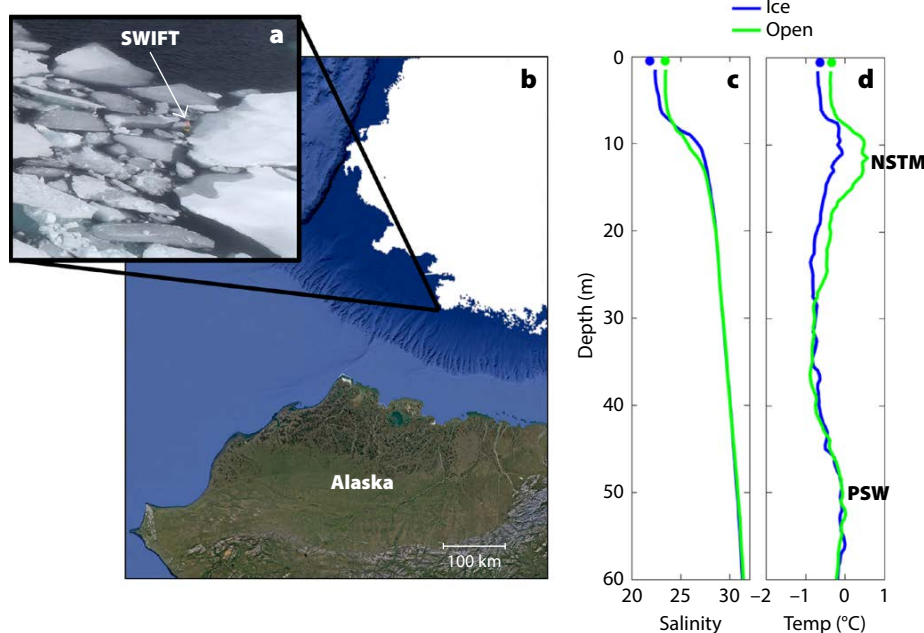 Ice
Open
SWIFT
a
b
c
d
0
10
20
30
40
50
60
Depth (m)
NSTM
PSW
Alaska
100 km
20 25 30
Salinity
−2 −1 0 1
Temp (°C)